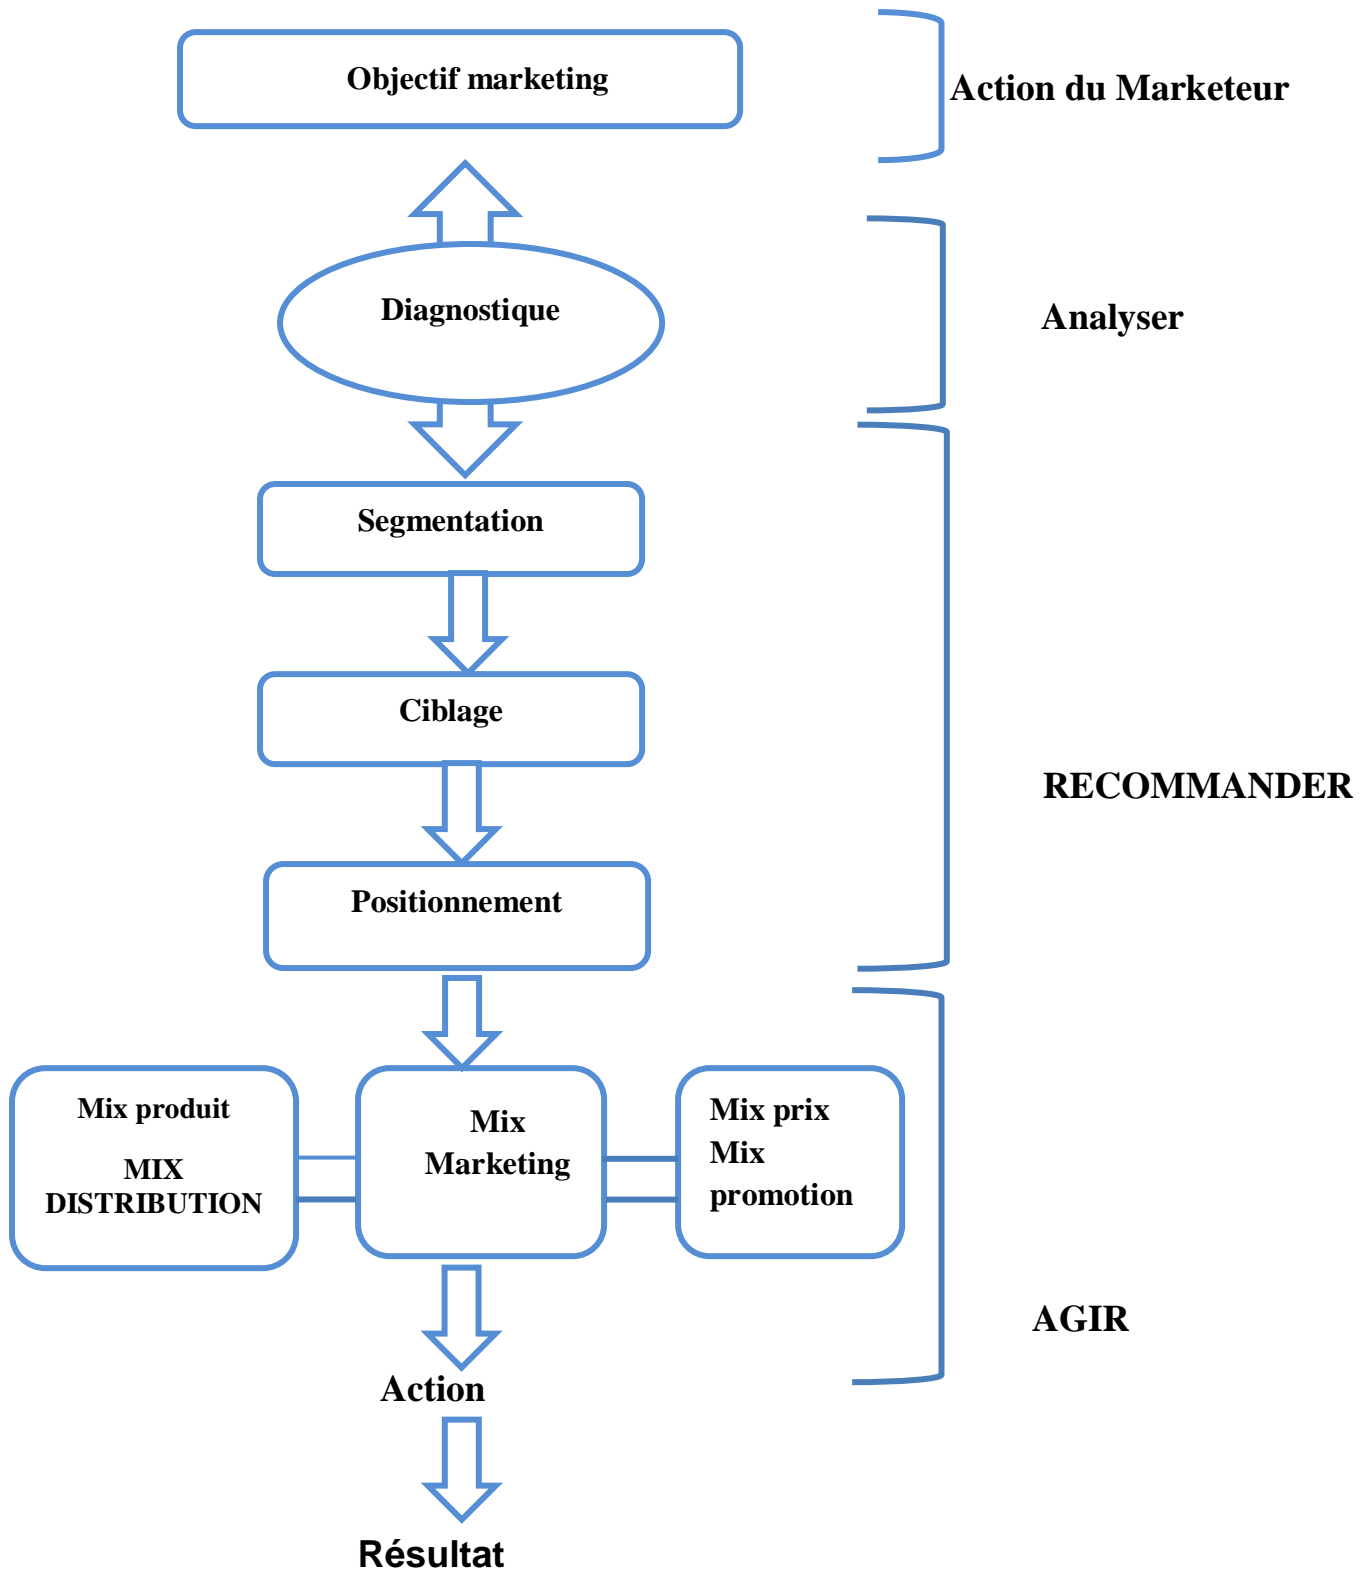 Objectif marketing
Action du Marketeur
Diagnostique
Analyser
Segmentation
Ciblage
RECOMMANDER
Positionnement
Mix produit
MIX
DISTRIBUTION
Mix
Marketing
Mix prix
Mix
promotion
AGIR
Action
Résultat